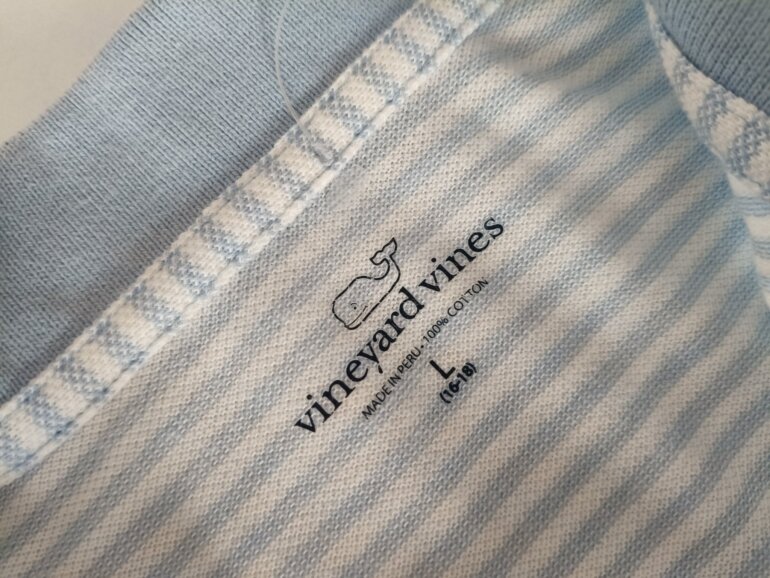 vineyard vines
MADE IN PERU • 100% COTTON
L
(16-18)